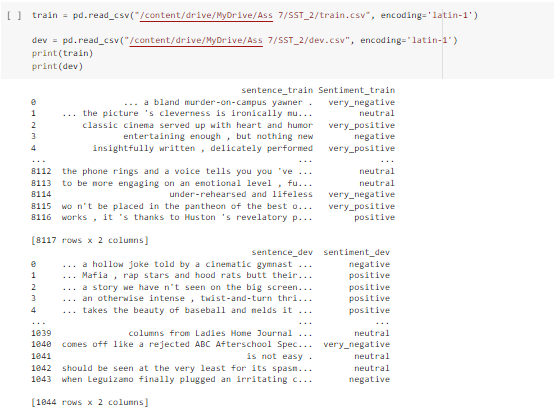 [ ] train = pd.read_csv("/content/drive/MyDrive/Ass 7/SST_2/train.csv", encoding='latin-1')
dev = pd.read_csv("/content/drive/MyDrive/Ass 7/SST_2/dev.csv", encoding='latin-1')
print(train)
print(dev)
sentence_train Sentiment_train
0 ... a bland murder-on-campus yawner . very_negative
1 ... the picture 's cleverness is ironically mu... neutral
2 classic cinema served up with heart and humor very_positive
3 entertaining enough , but nothing new negative
4 insightfully written , delicately performed very_positive
... ... ...
8112 the phone rings and a voice tells you you 've ... neutral
8113 to be more engaging on an emotional level , fu... neutral
8114 under-rehearsed and lifeless very_negative
8115 wo n't be placed in the pantheon of the best o... very_positive
8116 works , it 's thanks to Huston 's revelatory p... positive
[8117 rows x 2 columns]
sentence_dev sentiment_dev
0 ... a hollow joke told by a cinematic gymnast ... negative
1 ... Mafia , rap stars and hood rats butt their... positive
2 ... a story we have n't seen on the big screen... positive
3 ... an otherwise intense , twist-and-turn thri... positive
4 ... takes the beauty of baseball and melds it ... positive
... ... ...
1039 columns from Ladies Home Journal ... neutral
1040 comes off like a rejected ABC Afterschool Spec... very_negative
1041 is not easy . neutral
1042 should be seen at the very least for its spasm... neutral
1043 when Leguizamo finally plugged an irritating c... negative
[1044 rows x 2 columns]